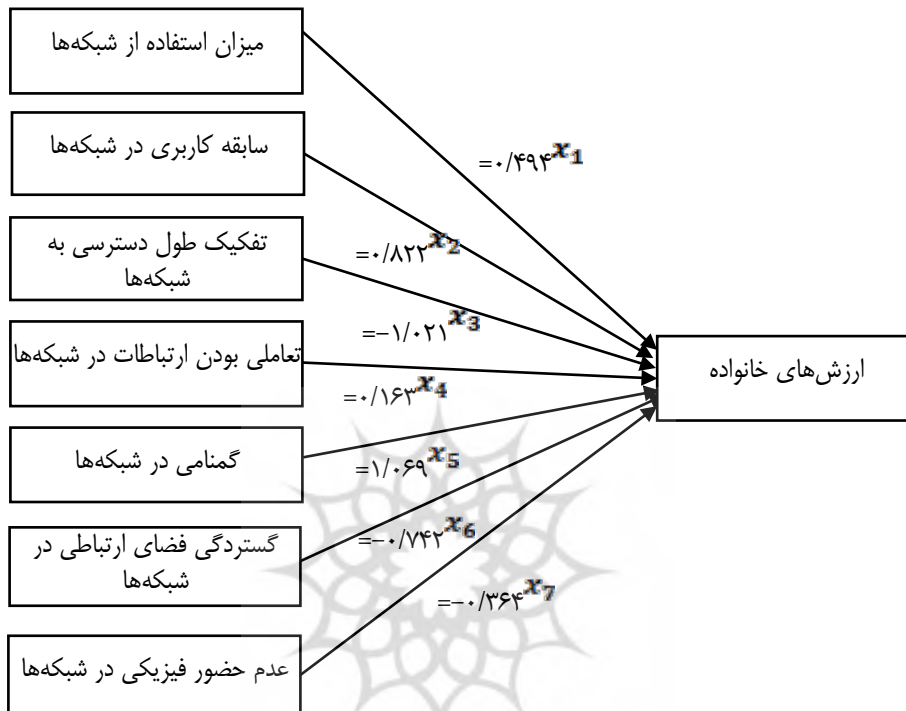 میزان استفاده از شبکه‌ها
سابقه کاربری در شبکه‌ها
تفکیک طول دسترسی به
شبکه‌ها
تعاملی بودن ارتباطات در شبکه‌ها
گمنامی در شبکه‌ها
گستردگی فضای ارتباطی در
شبکه‌ها
عدم حضور فیزیکی در شبکه‌ها
x1=۰/۴۹۴
x2=۰/۸۲۲
x3=-۱/۰۲۱
x4=۰/۱۶۳
x5=۱/۰۶۹
x6=-۰/۷۴۲
x7=-۰/۳۶۴
ارزش‌های خانواده